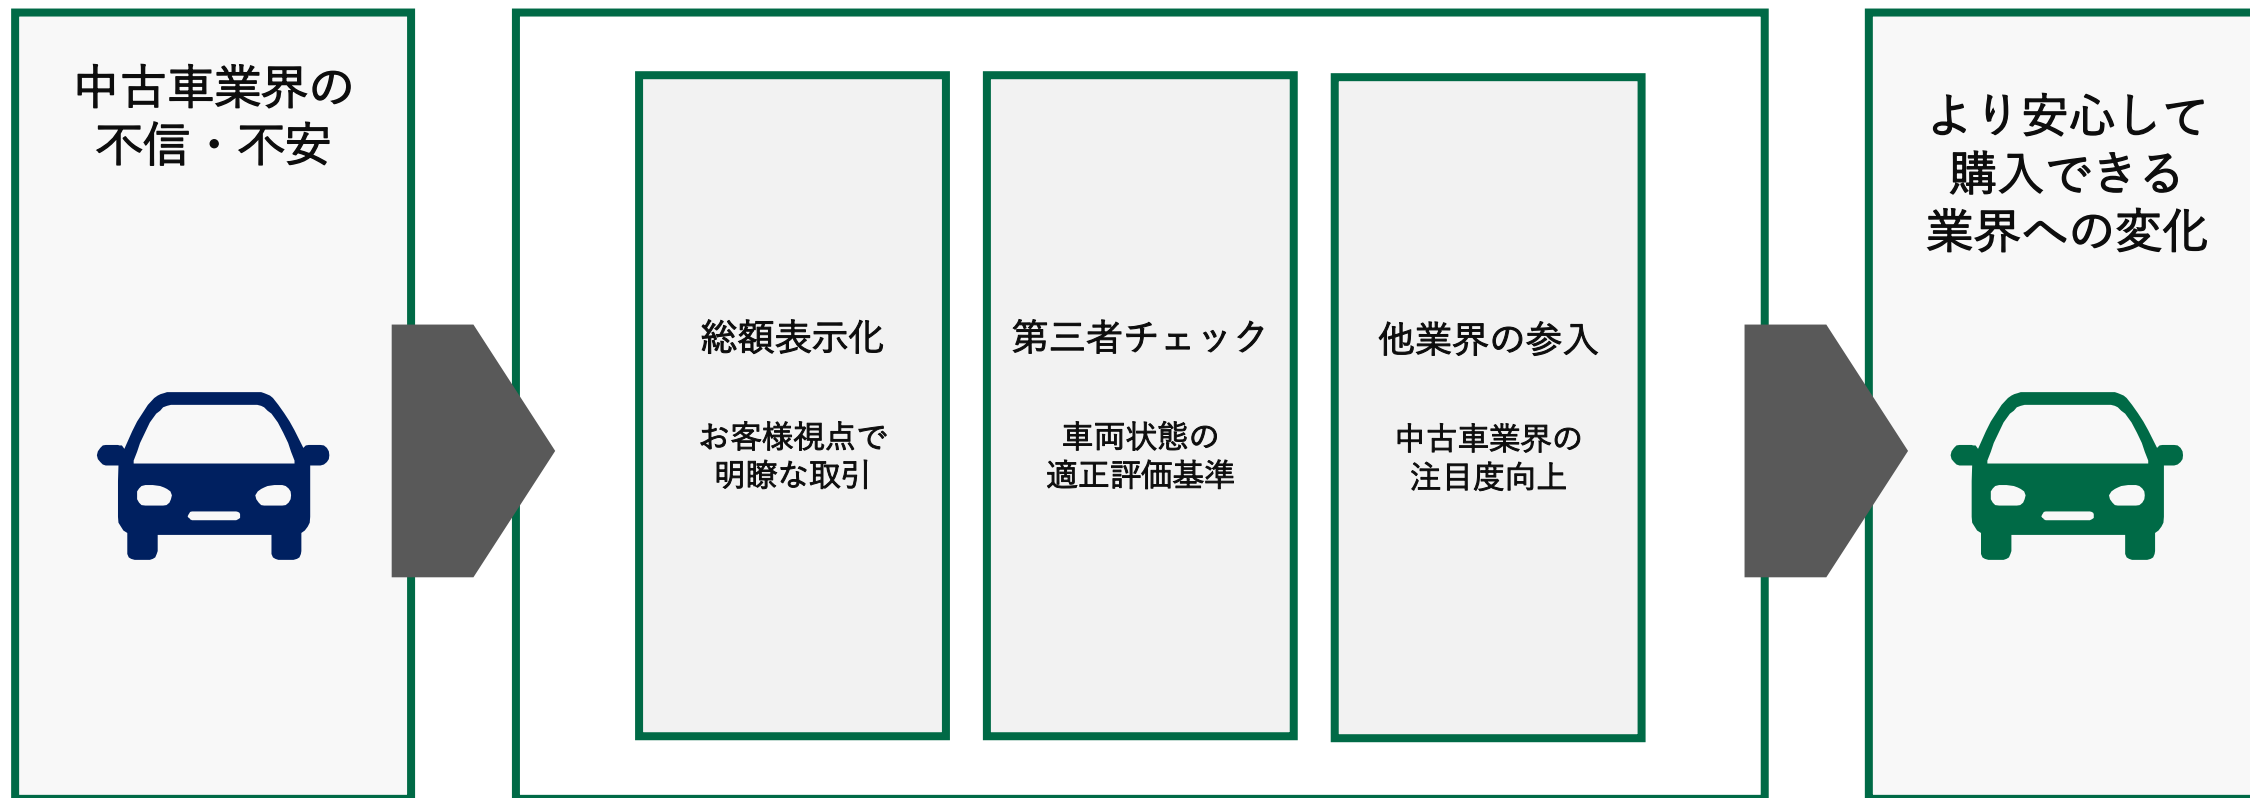 中古車業界の
不信・不安
総額表示化
お客様視点で
明瞭な取引
第三者チェック
車両状態の
適正評価基準
他業界の参入
中古車業界の
注目度向上
より安心して
購入できる
業界への変化